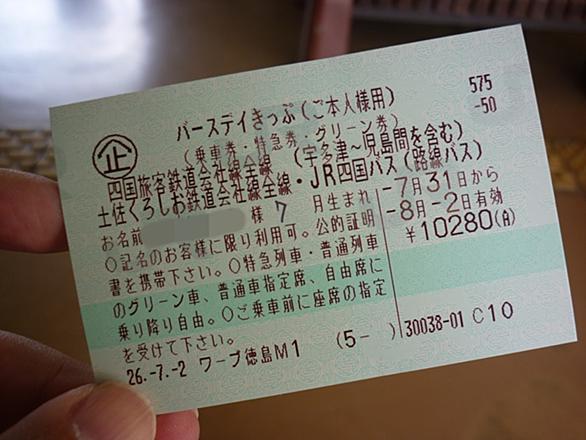 バースデイきっぷ(ご本人様用)
575
-50
企
(乗車券・特急券・グリーン券)
四国旅客鉄道会社線全線 (宇多津~児島間を含む)
土佐くろしお鉄道会社線全線・JR四国バス(路線バス)
お名前 様 7 月生まれ
-7月31日から
○記名のお客様に限り利用可。公的証明
-8月-2日有効
書を携帯下さい。○特急列車・普通列車
¥10280(自)
のグリーン車、普通車指定席、自由席に
乗り降り自由。○ご乗車前に座席の指定
を受けて下さい。
26.-7.-2 ワープ徳島M1 (5- ) 30038-01 C10